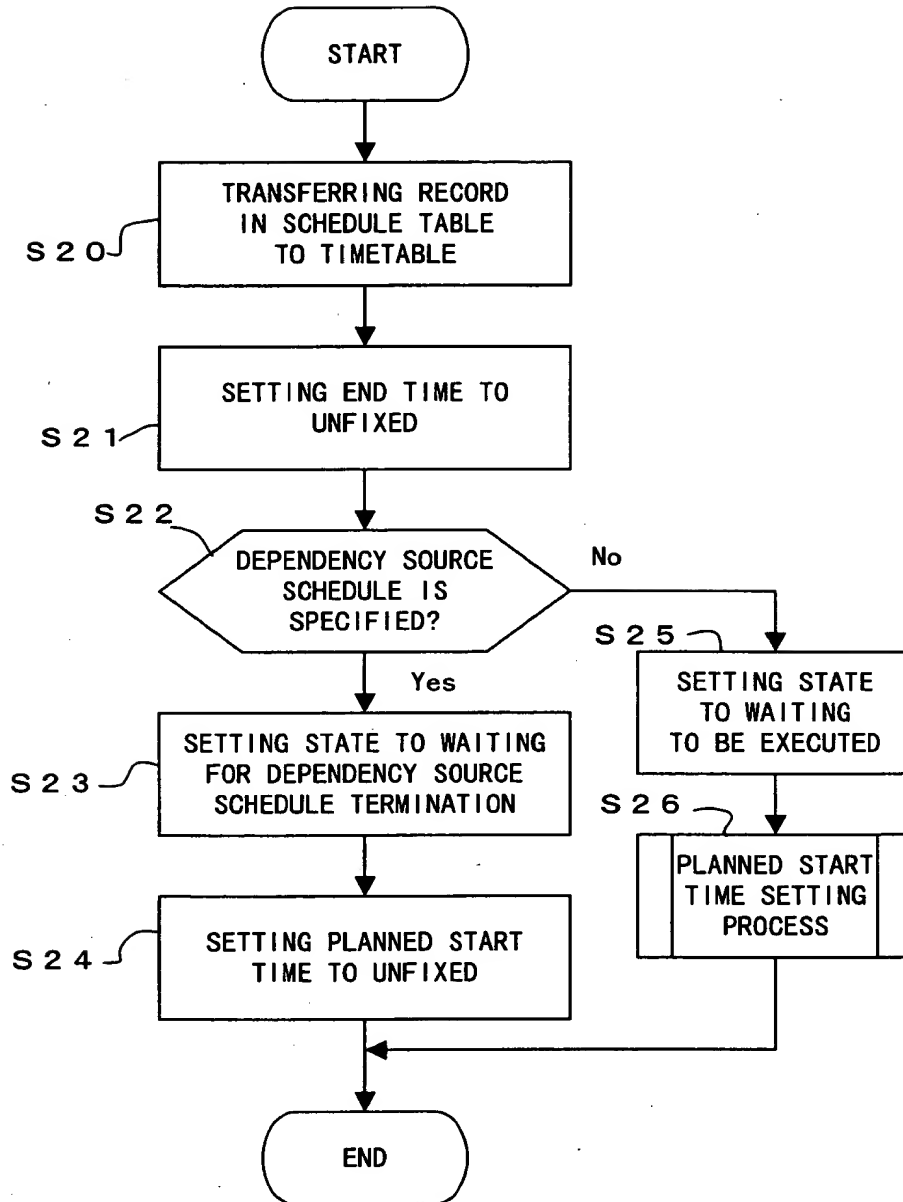 START
TRANSFERRING RECORD
IN SCHEDULE TABLE
TO TIMETABLE
S20
SETTING END TIME TO
UNFIXED
S21
S22
DEPENDENCY SOURCE
SCHEDULE IS
SPECIFIED?
No
Yes
S25
SETTING STATE
TO WAITING
TO BE EXECUTED
SETTING STATE TO WAITING
FOR DEPENDENCY SOURCE
SCHEDULE TERMINATION
S23
S26
PLANNED START
TIME SETTING
PROCESS
SETTING PLANNED START
TIME TO UNFIXED
S24
END